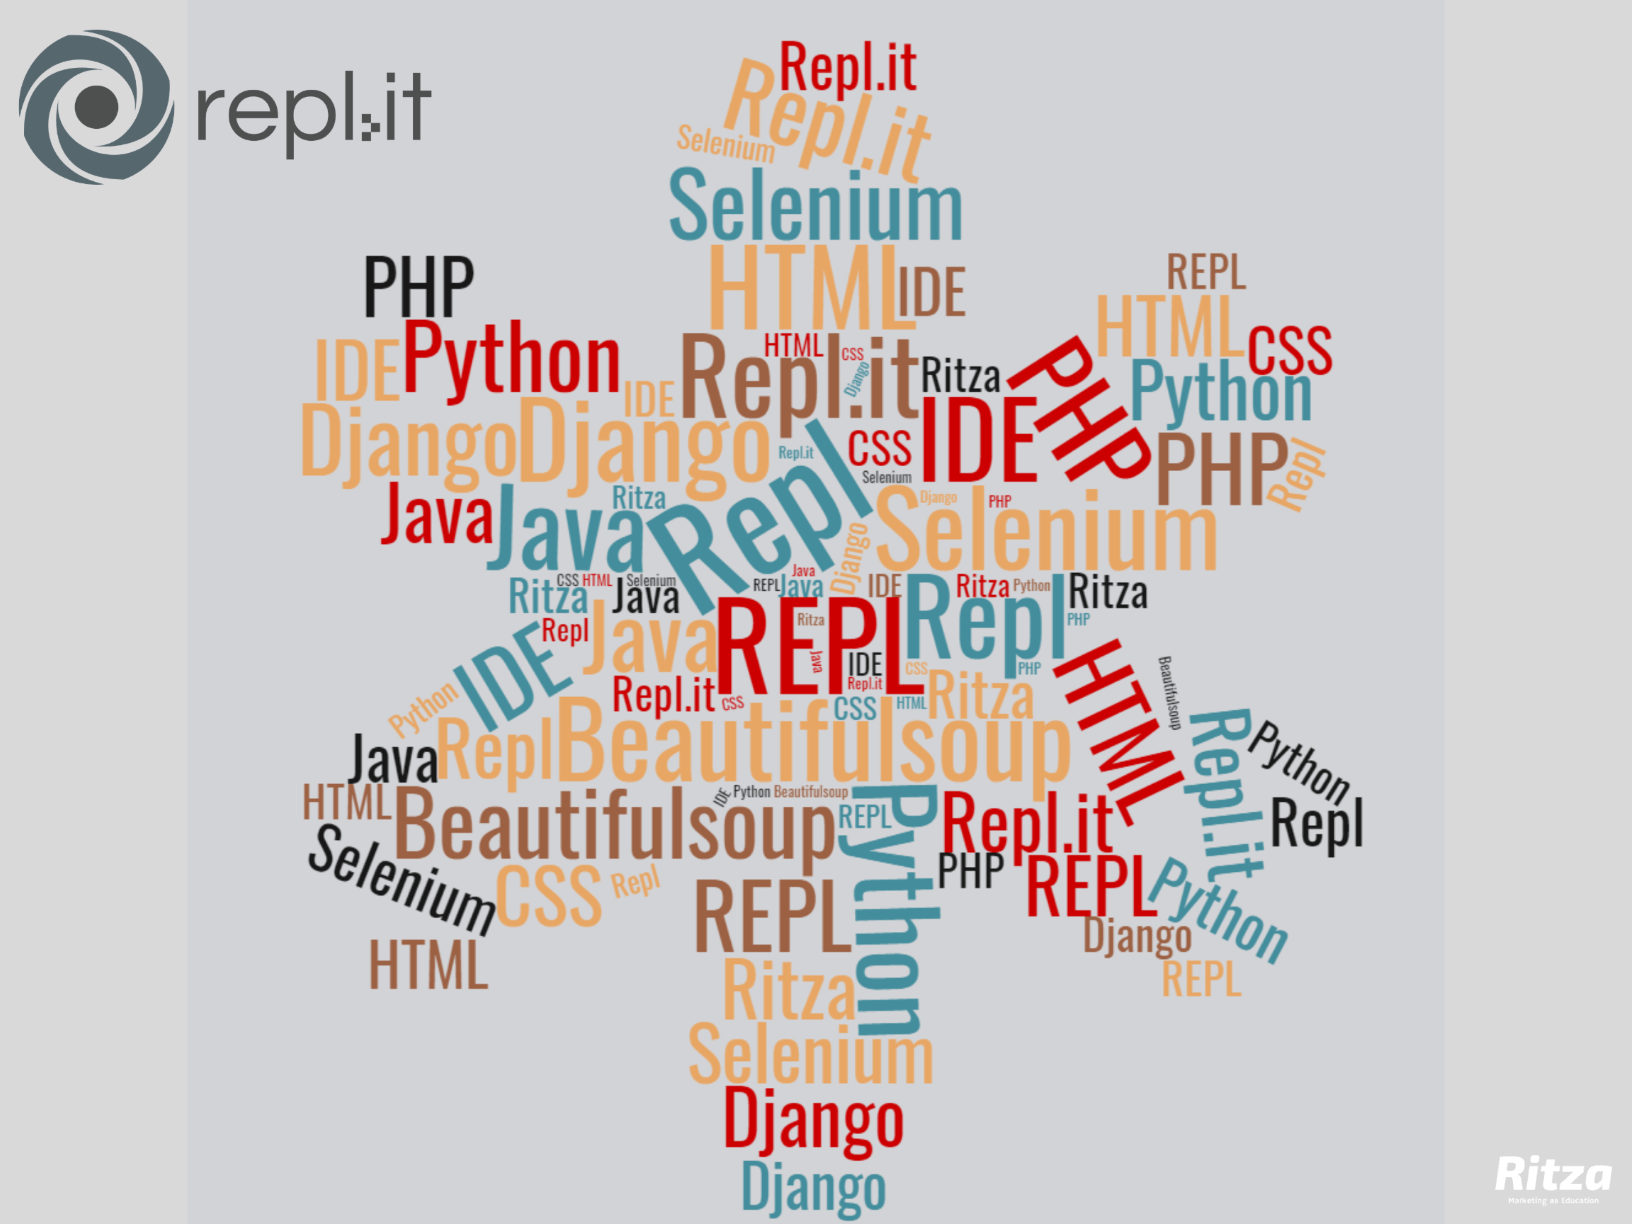 repl.it
Repl.it
Repl.it
Selenium
Selenium
HTML
IDE
PHP
REPL
HTML
CSS
Python
IDE
Python
IDE
Repl.it
HTML
CSS
Django
Ritza
PHP
Django
Django
Repl.it
CSS
IDE
Selenium
PHP
Repl
Java
Java
Ritza
Repl
Selenium
Django
PHP
Django
Ritza
CSS
HTML
Selenium
Java
REPL
Java
Java
IDE
Repl
Ritza
Python
Ritza
PHP
Repl
Java
REPL
Ritza
Java
IDE
Repl.it
CSS
PHP
HTML
Beautifulsoup
IDE
Python
Repl.it
CSS
CSS
HTML
Ritza
Java
Repl
Beautifulsoup
Repl.it
Python
Repl
HTML
Beautifulsoup
IDE
Python
Beautifulsoup
REPL
Python
Repl.it
PHP
REPL
Python
Selenium
CSS
Repl
REPL
Django
HTML
Ritza
REPL
Selenium
Django
Django
Ritza
Marketing as Education